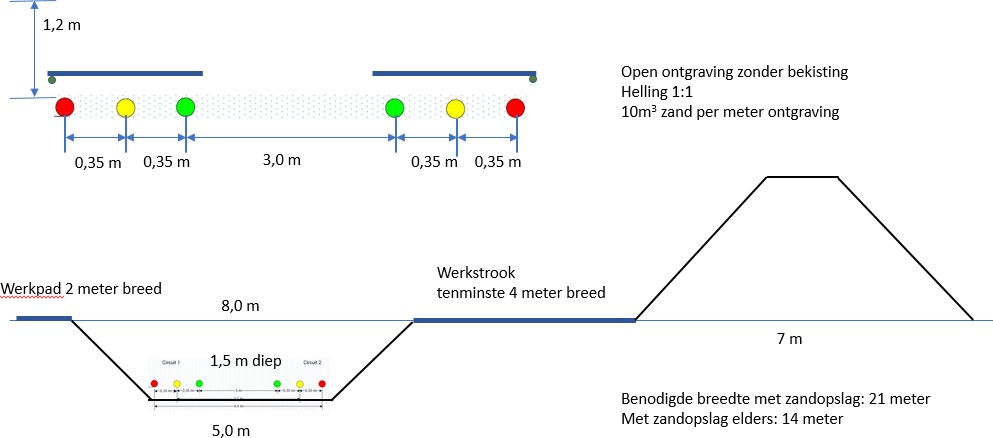 1,2 m
Open ontgraving zonder bekisting
Helling 1:1
10m³ zand per meter ontgraving
0,35 m
0,35 m
3,0 m
0,35 m
0,35 m
Werkpad 2 meter breed
8,0 m
Werkstrook
tenminste 4 meter breed
7 m
Circuit 1
1,5 m diep
Circuit 2
5,0 m
Benodigde breedte met zandopslag: 21 meter
Met zandopslag elders: 14 meter